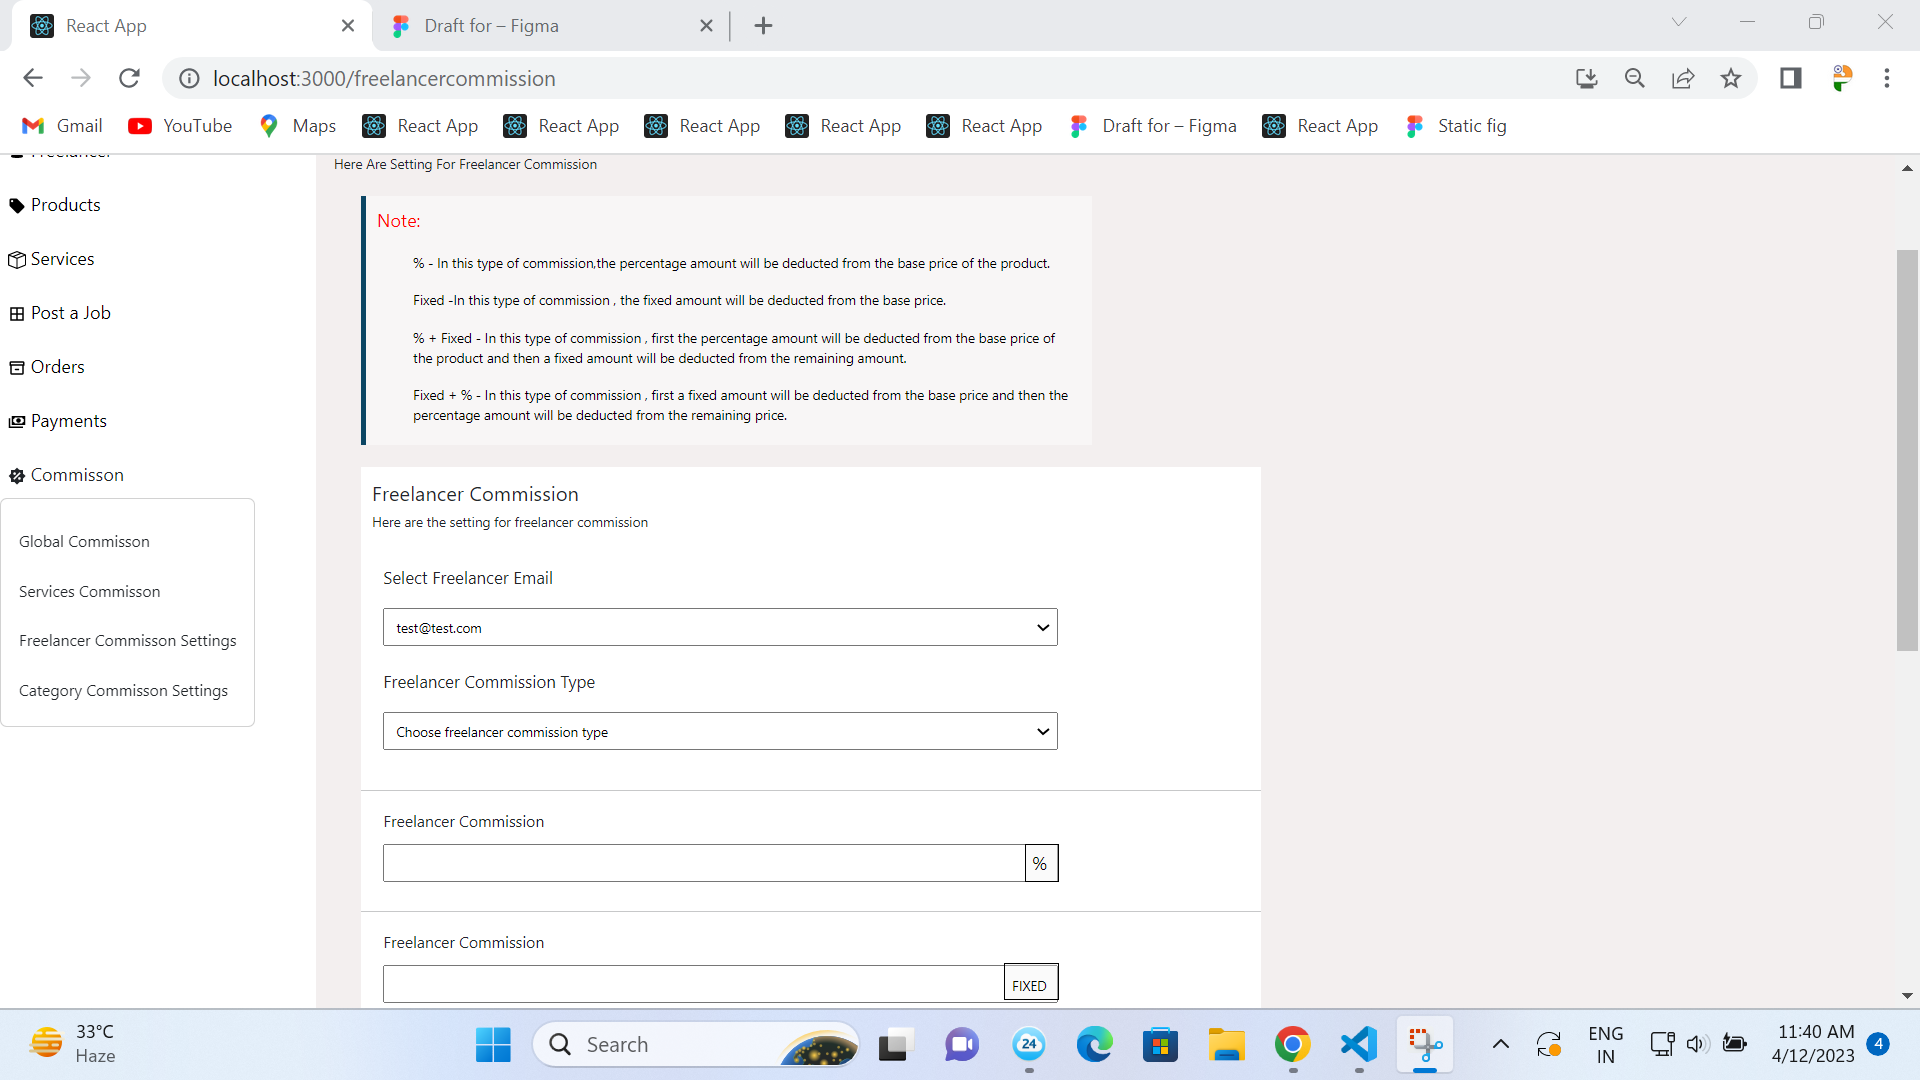 React App
Draft for – Figma
localhost:3000/freelancercommission
Gmail
YouTube
Maps
React App
React App
React App
React App
React App
Draft for – Figma
React App
Static fig
Freelancer
Products
Services
Post a Job
Orders
Payments
Commisson
Global Commisson
Services Commisson
Freelancer Commisson Settings
Category Commisson Settings
Here Are Setting For Freelancer Commission
Note:
% - In this type of commission,the percentage amount will be deducted from the base price of the product.
Fixed -In this type of commission , the fixed amount will be deducted from the base price.
% + Fixed - In this type of commission , first the percentage amount will be deducted from the base price of
the product and then a fixed amount will be deducted from the remaining amount.
Fixed + % - In this type of commission , first a fixed amount will be deducted from the base price and then the
percentage amount will be deducted from the remaining price.
Freelancer Commission
Here are the setting for freelancer commission
Select Freelancer Email
test@test.com
Freelancer Commission Type
Choose freelancer commission type
Freelancer Commission
%
Freelancer Commission
FIXED
33°C
Haze
Search
24
ENG
IN
11:40 AM
4/12/2023
4